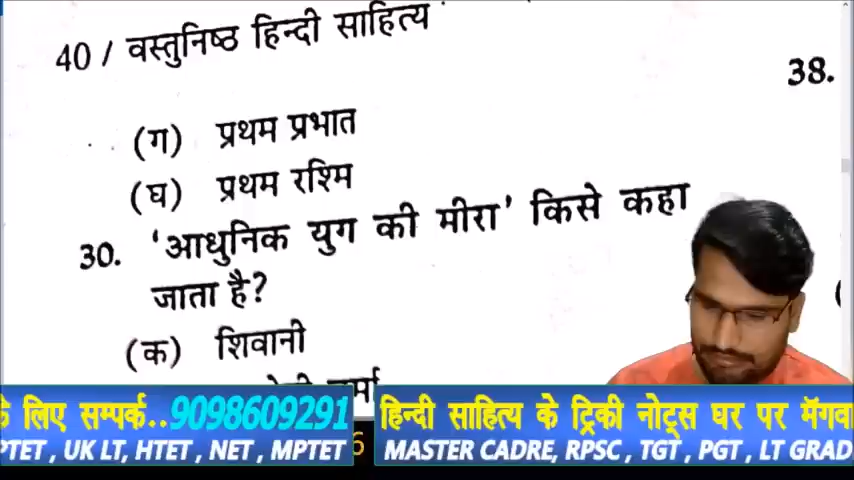 40 / वस्तुनिष्ठ हिन्दी साहित्य
38.
(ग) प्रथम प्रभात
(घ) प्रथम रश्मि
30. 'आधुनिक युग की मीरा' किसे कहा
जाता है?
(क) शिवानी
के लिए सम्पर्क..9098609291
हिन्दी साहित्य के ट्रिकी नोट्स घर पर मॅगवा
PTET , UK LT, HTET , NET , MPTET
6
MASTER CADRE, RPSC , TGT , PGT , LT GRAD